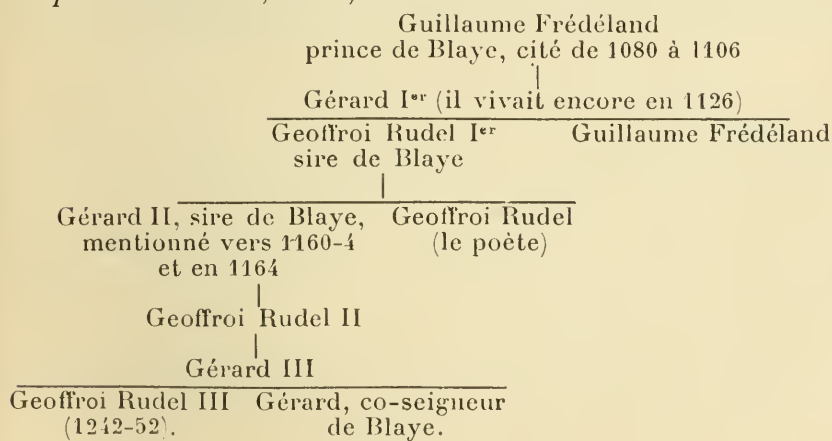 Guillaume Frédéland
prince de Blaye, cité de 1080 à 1106
Gérard Ier (il vivait encore en 1126)
Geoffroi Rudel Ier Guillaume Frédéland
sire de Blaye
Gérard II, sire de Blaye, Geoffroi Rudel
mentionné vers 1160-4 (le poète)
et en 1164
Geoffroi Rudel II
Gérard III
Geoffroi Rudel III Gérard, co-seigneur
(1242-52). de Blaye.